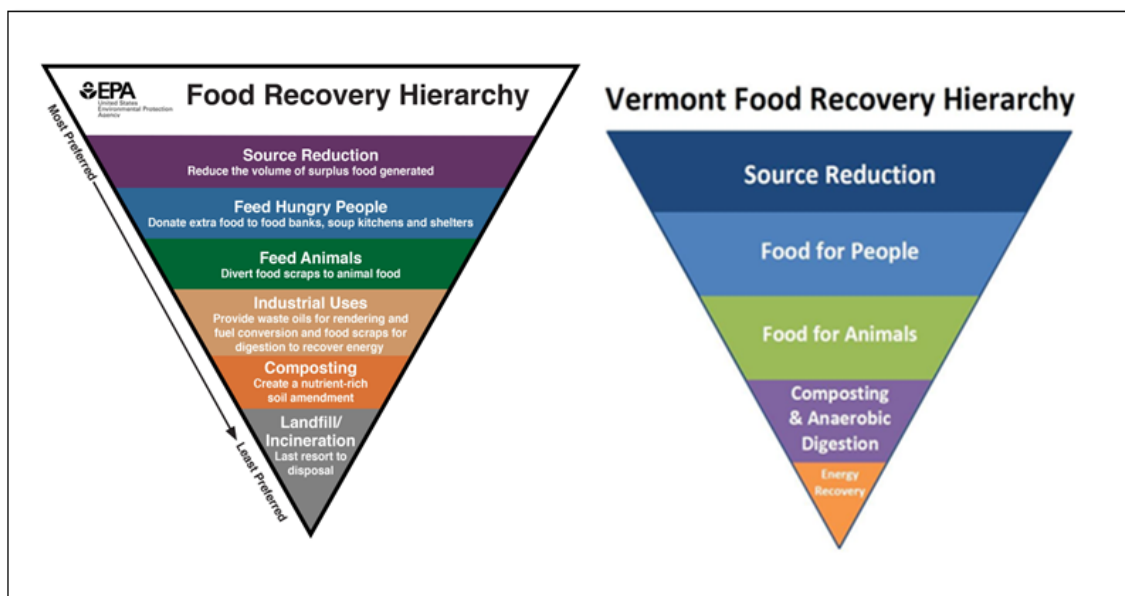 EPA
United States
Environmental Protection
Agency
Food Recovery Hierarchy
Most Preferred
Source Reduction
Reduce the volume of surplus food generated
Feed Hungry People
Donate extra food to food banks, soup kitchens and shelters
Feed Animals
Divert food scraps to animal food
Industrial Uses
Provide waste oils for rendering and
fuel conversion and food scraps for
digestion to recover energy
Composting
Create a nutrient-rich
soil amendment
Landfill/
Incineration
Last resort to
disposal
Least Preferred
Vermont Food Recovery Hierarchy
Source Reduction
Food for People
Food for Animals
Composting
& Anaerobic
Digestion
Energy
Recovery